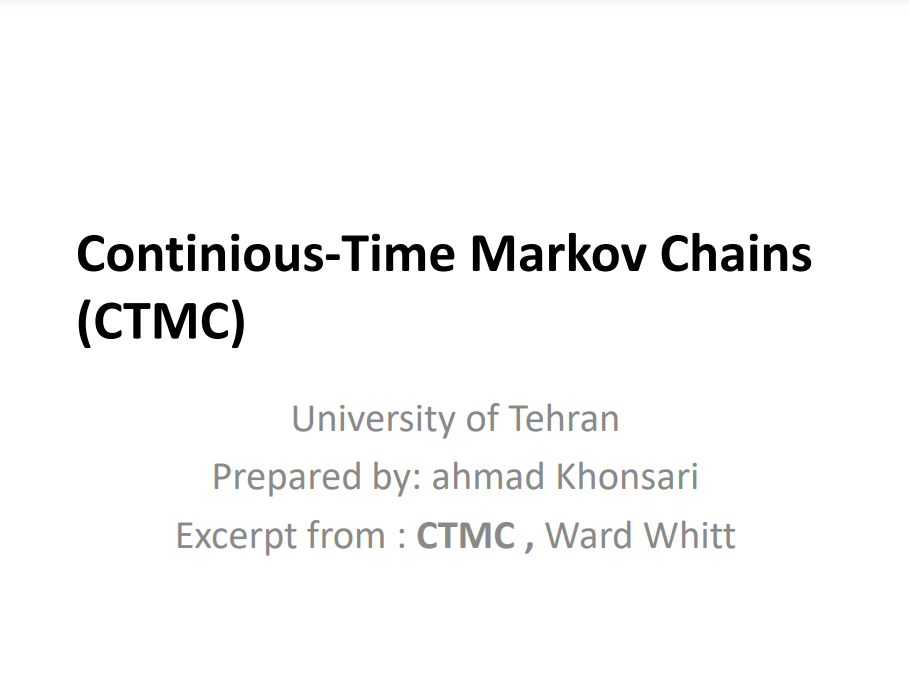 Continious-Time Markov Chains
(CTMC)
University of Tehran
Prepared by: ahmad Khonsari
Excerpt from : CTMC , Ward Whitt